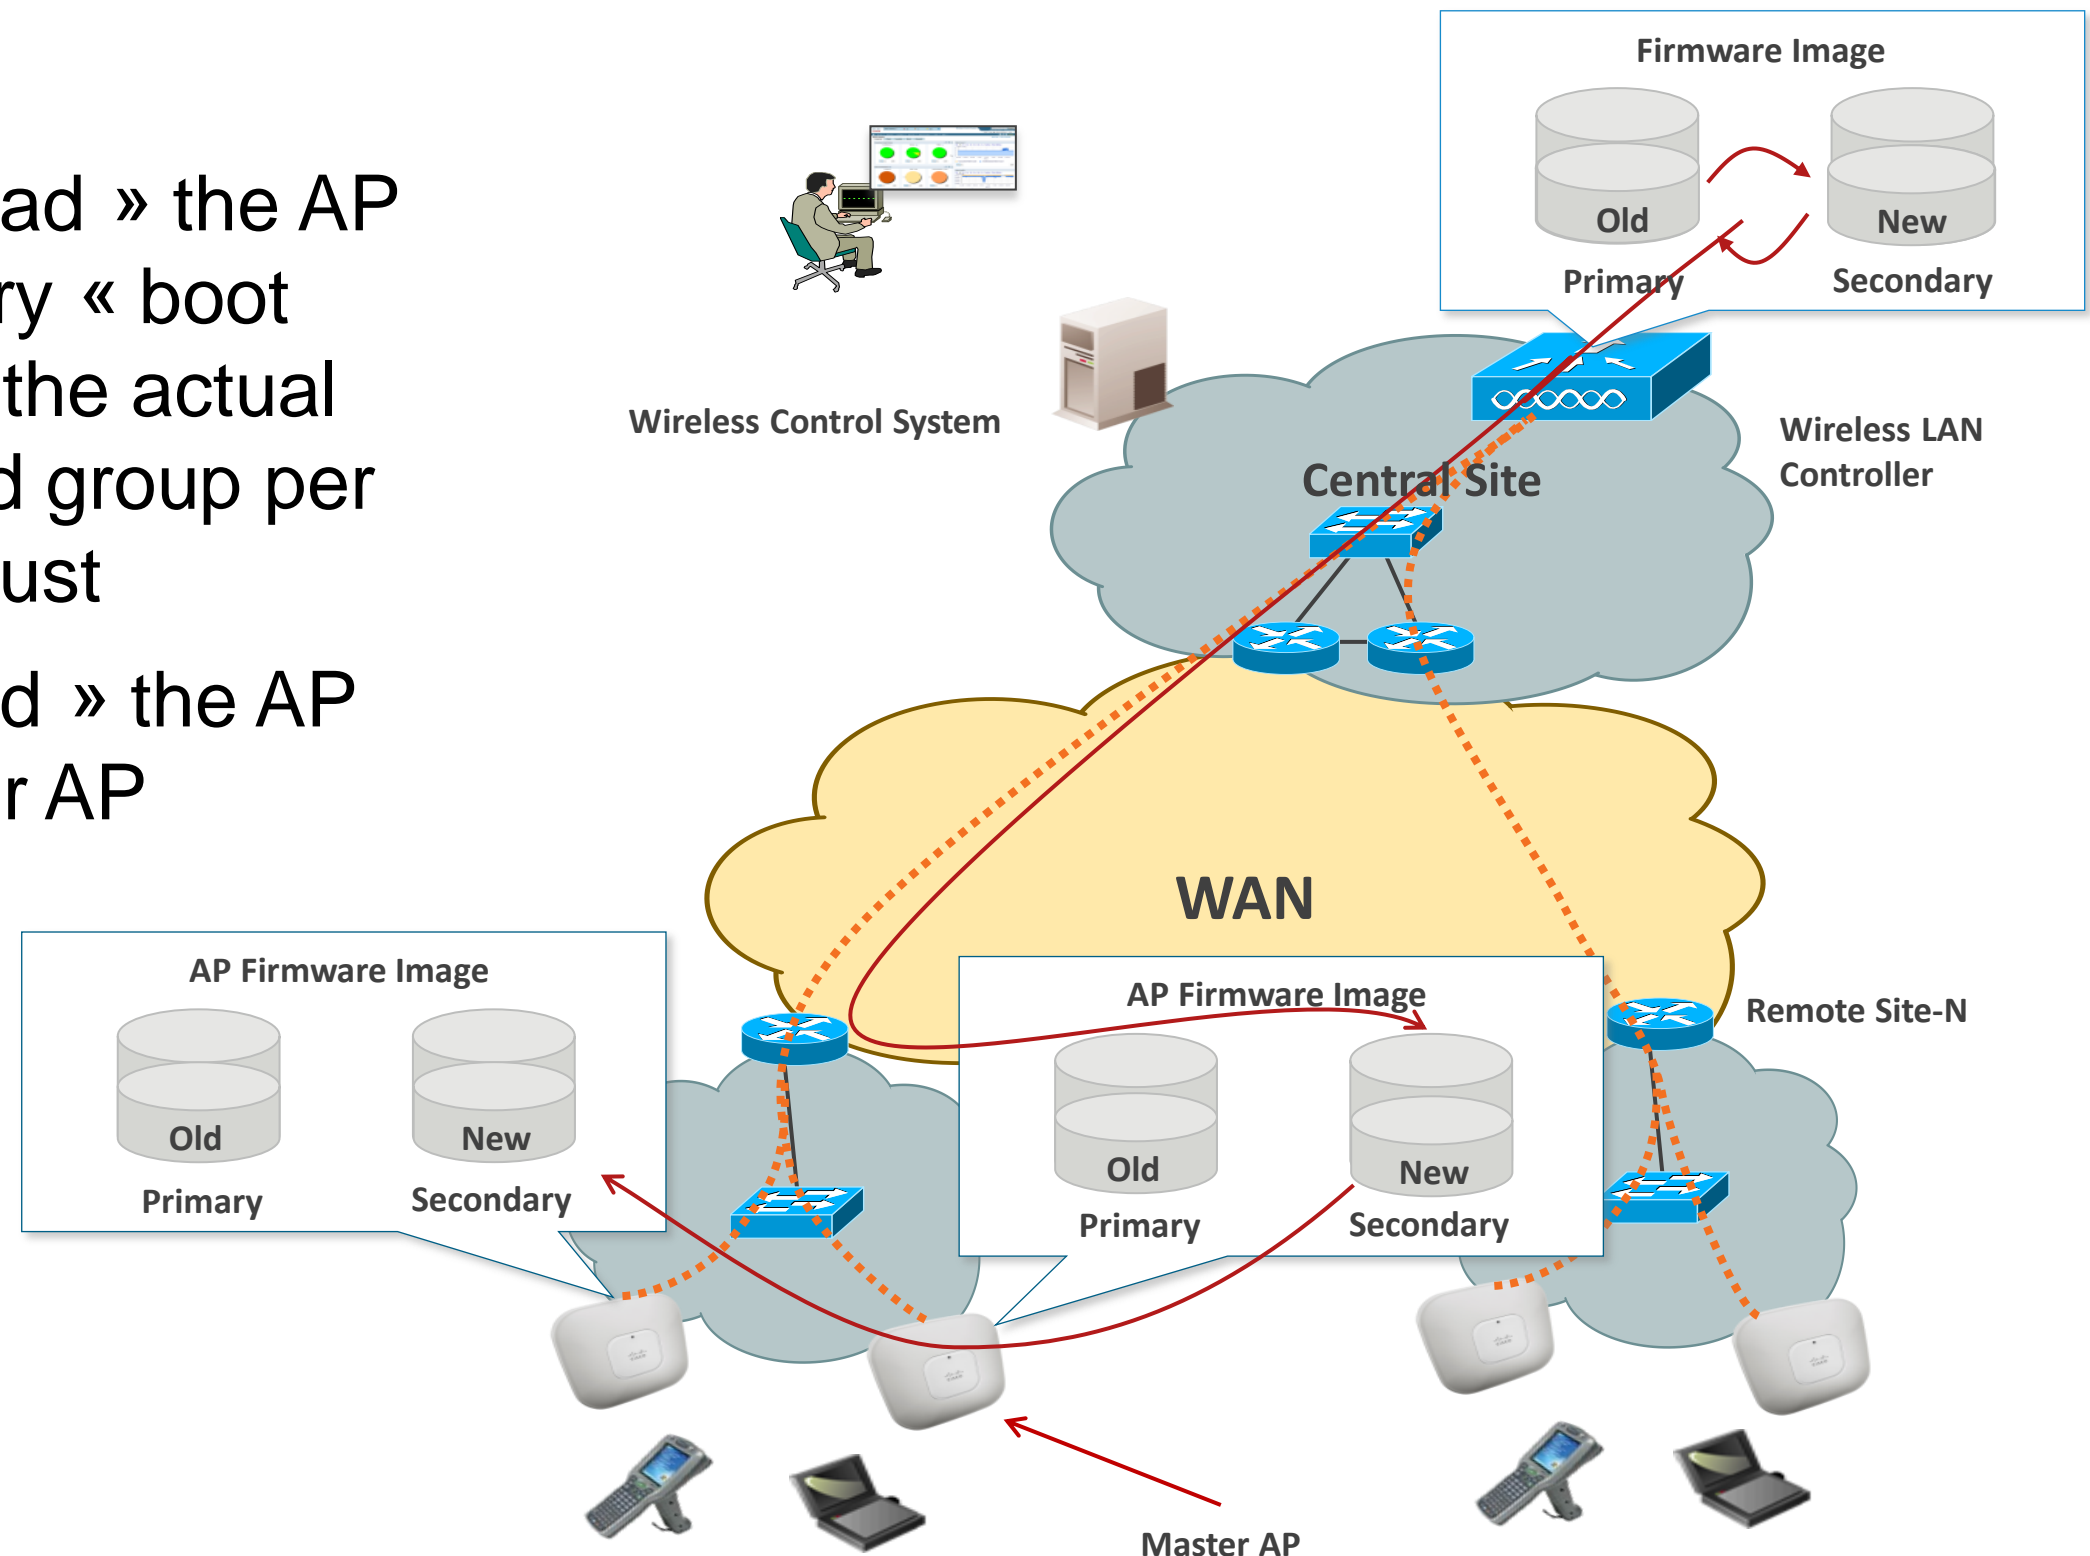 ad » the AP
ry « boot
the actual
d group per
ust
d » the AP
r AP
Firmware Image
Old
New
Primary
Secondary
Wireless Control System
Wireless LAN
Controller
Central Site
WAN
AP Firmware Image
Old
New
Primary
Secondary
AP Firmware Image
Old
New
Primary
Secondary
Remote Site-N
Master AP